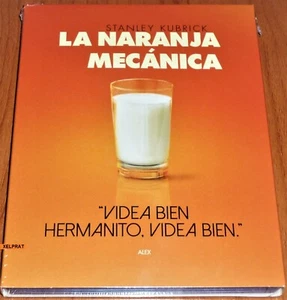 STANLEY KUBRICK
LA NARANJA
MECÁNICA
"VIDEA BIEN
HERMANITO, VIDEA BIEN."
ALEX
XELPRAT